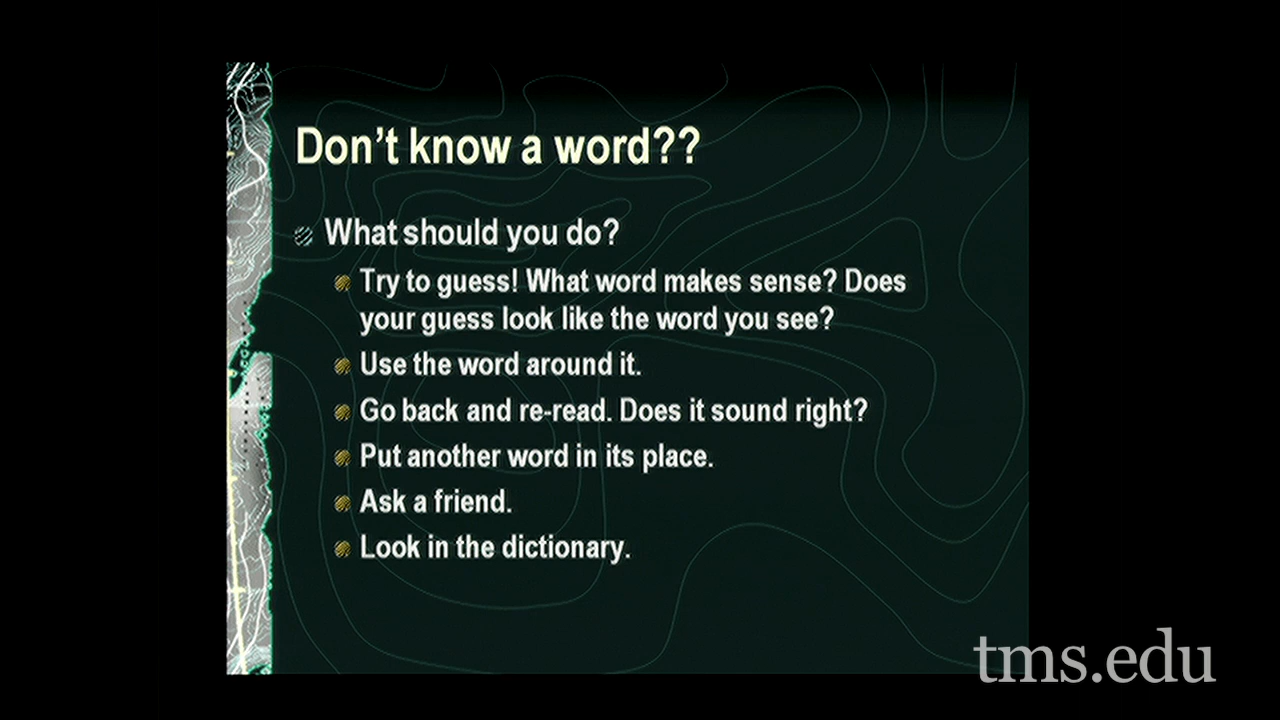 Don't know a word??
What should you do?
Try to guess! What word makes sense? Does
your guess look like the word you see?
Use the word around it.
Go back and re-read. Does it sound right?
Put another word in its place.
Ask a friend.
Look in the dictionary.
tms.edu